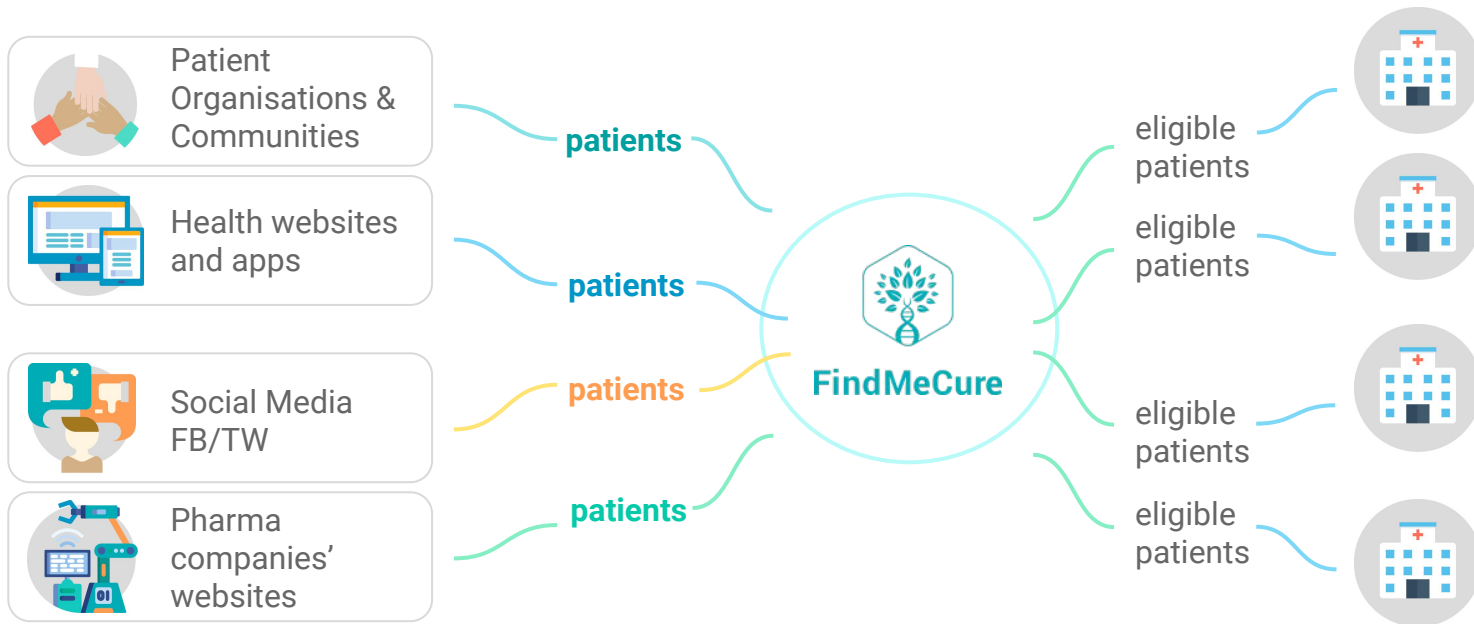 Patient
Organisations &
Communities
patients
Health websites
and apps
patients
Social Media
FB/TW
patients
Pharma
companies’
websites
patients
01
FindMeCure
eligible
patients
eligible
patients
eligible
patients
eligible
patients